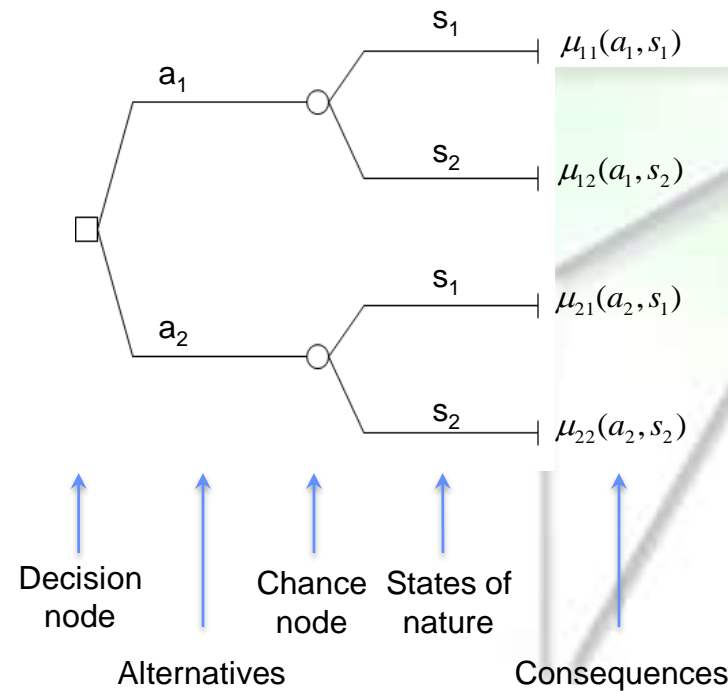 s₁
μ₁₁(a₁, s₁)
a₁
s₂
μ₁₂(a₁, s₂)
s₁
μ₂₁(a₂, s₁)
a₂
s₂
μ₂₂(a₂, s₂)
Decision
node
Alternatives
Chance
node
States of
nature
Consequences